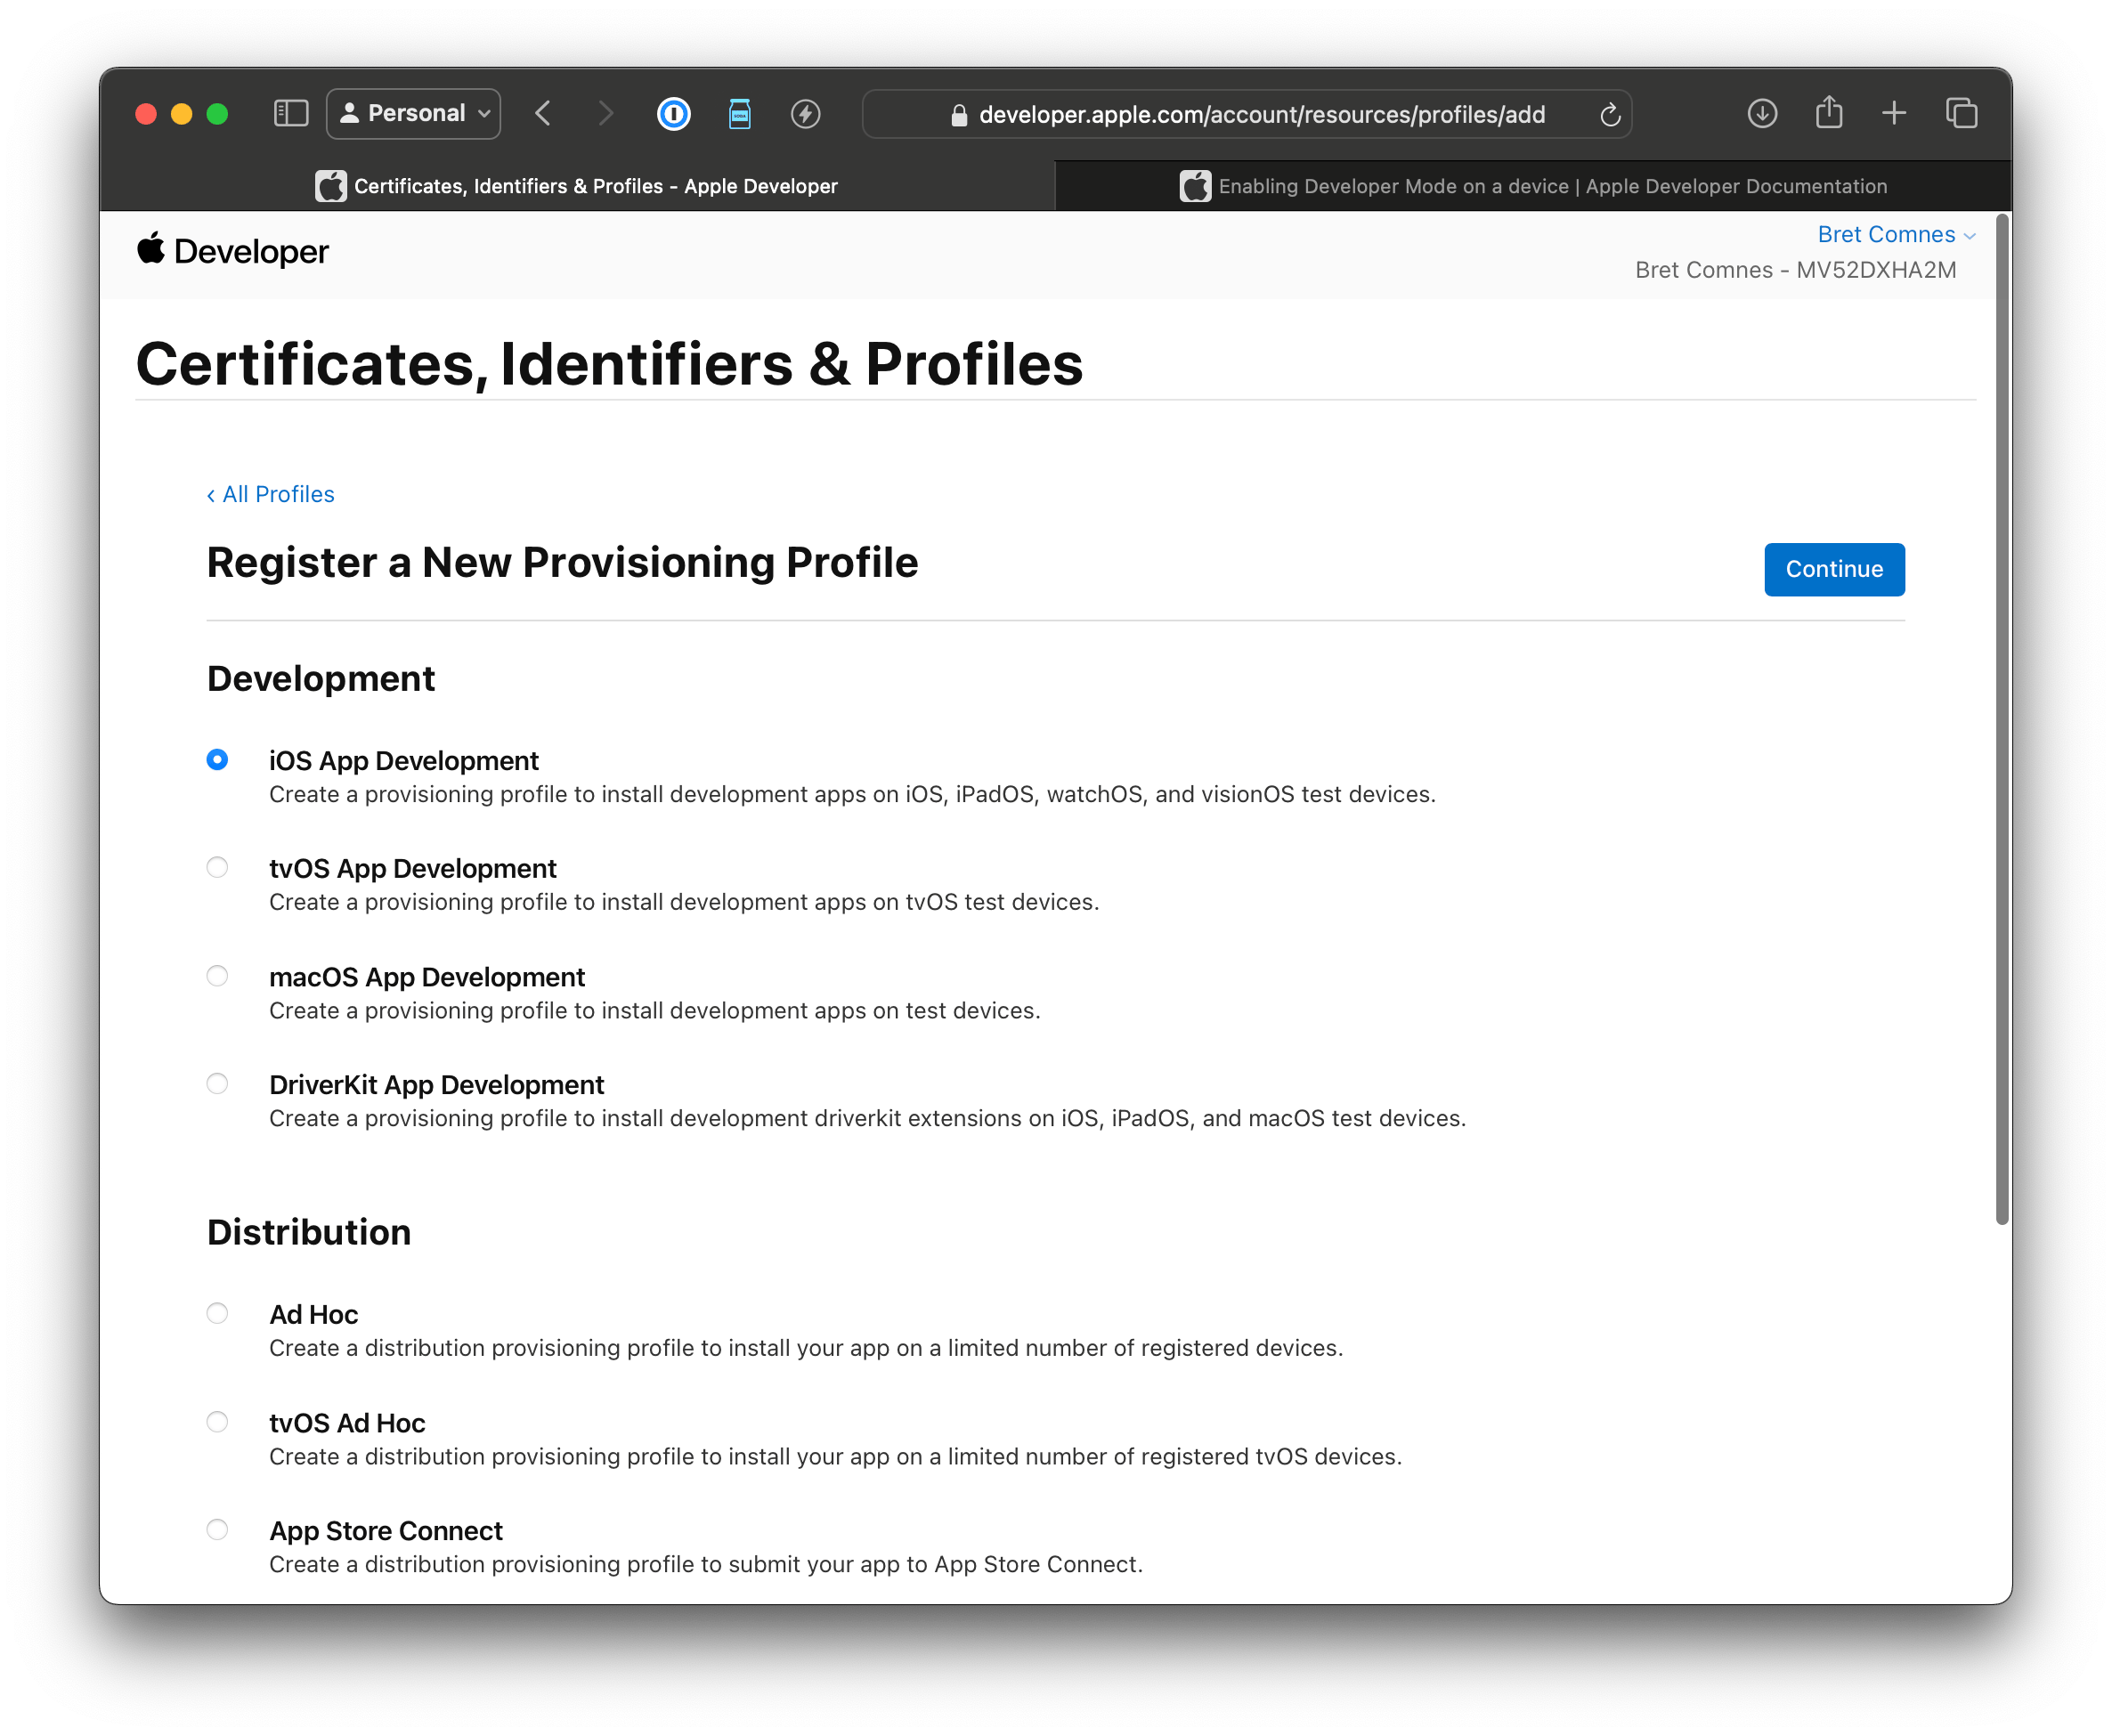 Personal
developer.apple.com/account/resources/profiles/add
Certificates, Identifiers & Profiles - Apple Developer
Enabling Developer Mode on a device | Apple Developer Documentation
Developer
Bret Comnes
Bret Comnes - MV52DXHA2M
Certificates, Identifiers & Profiles
‹ All Profiles
Register a New Provisioning Profile
Continue
Development
iOS App Development
Create a provisioning profile to install development apps on iOS, iPadOS, watchOS, and visionOS test devices.
tvOS App Development
Create a provisioning profile to install development apps on tvOS test devices.
macOS App Development
Create a provisioning profile to install development apps on test devices.
DriverKit App Development
Create a provisioning profile to install development driverkit extensions on iOS, iPadOS, and macOS test devices.
Distribution
Ad Hoc
Create a distribution provisioning profile to install your app on a limited number of registered devices.
tvOS Ad Hoc
Create a distribution provisioning profile to install your app on a limited number of registered tvOS devices.
App Store Connect
Create a distribution provisioning profile to submit your app to App Store Connect.